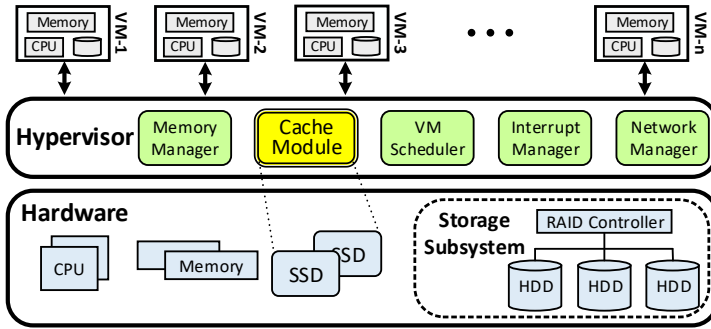 Memory
CPU
VM-1
Memory
CPU
VM-2
Memory
CPU
VM-3
• • •
Memory
CPU
VM-n
Hypervisor
Memory
Manager
Cache
Module
VM
Scheduler
Interrupt
Manager
Network
Manager
Hardware
CPU
Memory
SSD
SSD
Storage
Subsystem
RAID Controller
HDD
HDD
HDD